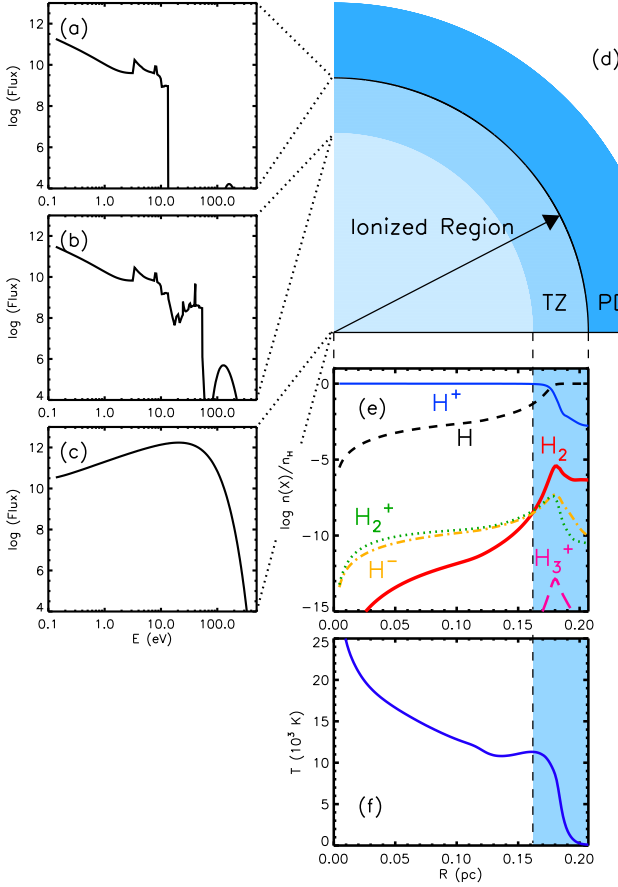 (a)
log (Flux)
12
10
8
6
4
0.1 1.0 10.0 100.0
(b)
log (Flux)
12
10
8
6
4
0.1 1.0 10.0 100.0
(c)
log (Flux)
12
10
8
6
4
0.1 1.0 10.0 100.0
E (eV)
(d)
Ionized Region
TZ
PD
(e)
log n(X)/n_H
0
-5
-10
-15
H⁺
H
H₂
H₂⁺
H⁻
H₃⁺
0.00 0.05 0.10 0.15 0.20
(f)
T (10³ K)
25
20
15
10
5
0
0.00 0.05 0.10 0.15 0.20
R (pc)